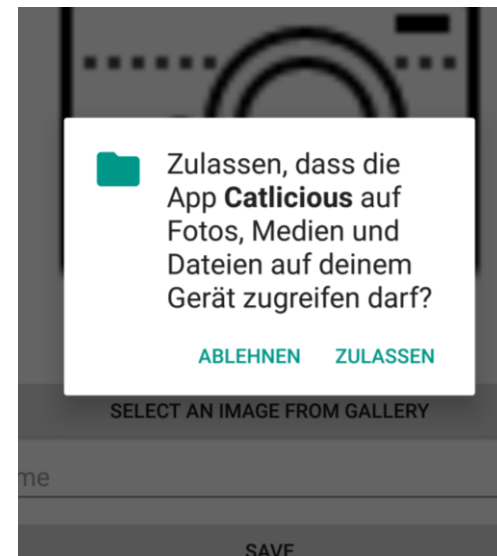 Zulassen, dass die
App Catlicious auf
Fotos, Medien und
Dateien auf deinem
Gerät zugreifen darf?
ABLEHNEN ZULASSEN
SELECT AN IMAGE FROM GALLERY
me
SAVE